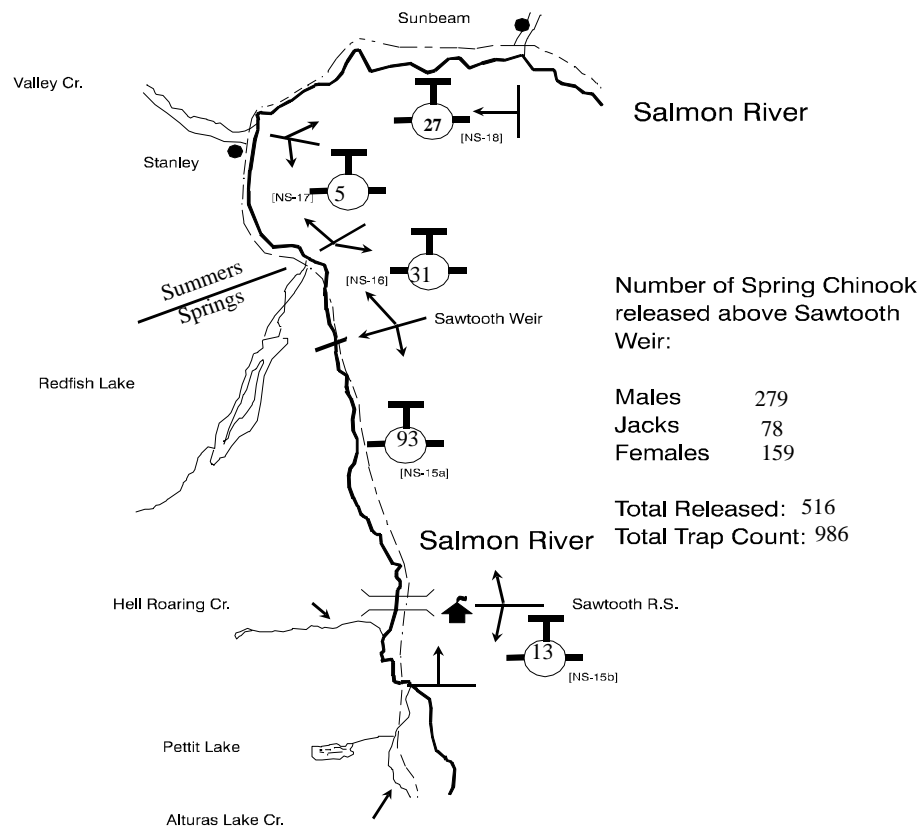 Sunbeam
Valley Cr.
Salmon River
27
[NS-18]
Stanley
[NS-17]
5
31
[NS-16]
Summers
Springs
Sawtooth Weir
Redfish Lake
93
[NS-15a]
Number of Spring Chinook
released above Sawtooth
Weir:
Males 279
Jacks 78
Females 159
Total Released: 516
Total Trap Count: 986
Salmon River
Hell Roaring Cr.
Sawtooth R.S.
13
[NS-15b]
Pettit Lake
Alturas Lake Cr.